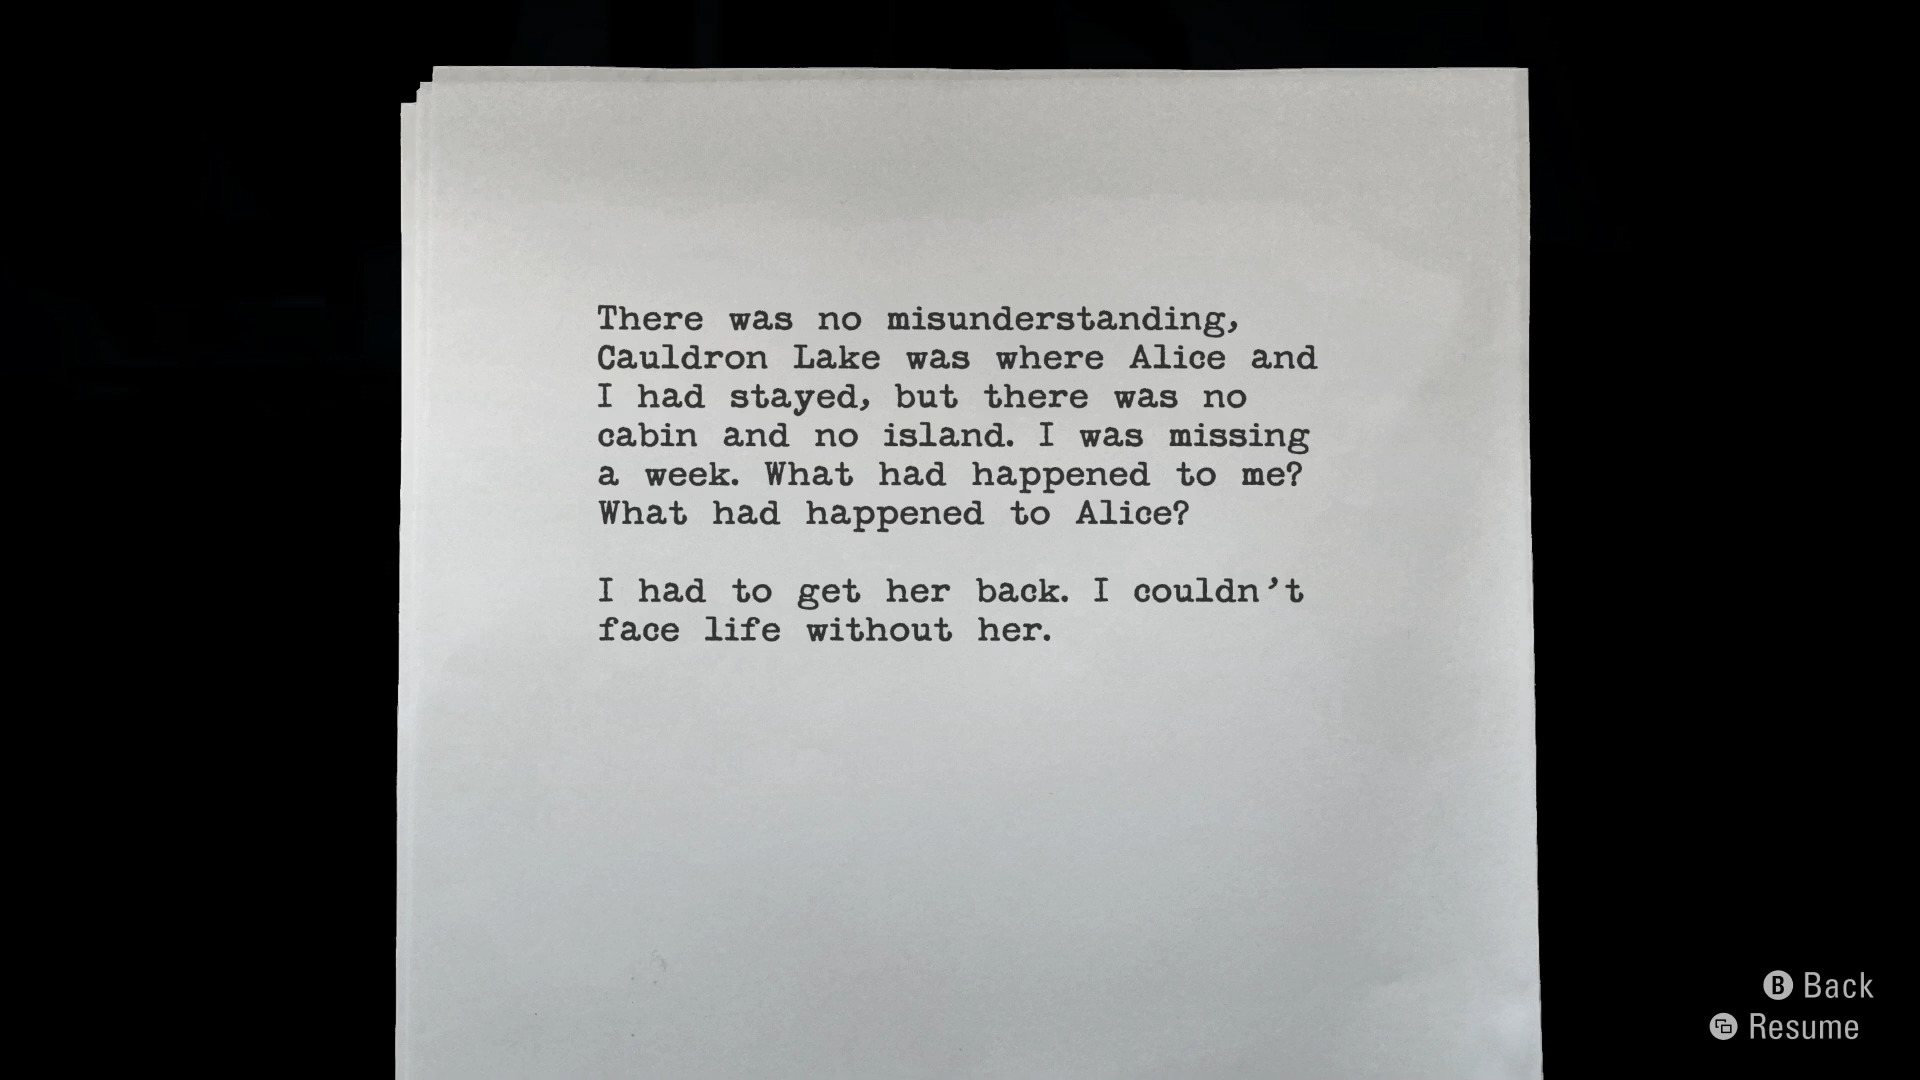 There was no misunderstanding,
Cauldron Lake was where Alice and
I had stayed, but there was no
cabin and no island. I was missing
a week. What had happened to me?
What had happened to Alice?
I had to get her back. I couldn't
face life without her.
B Back
Resume